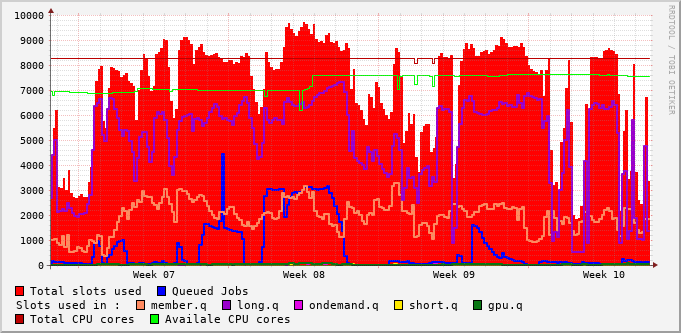 10000
9000
8000
7000
6000
5000
4000
3000
2000
1000
0
Week 07 Week 08 Week 09 Week 10
RRDTOOL / TOBI OETIKER
Total slots used Queued Jobs
Slots used in : member.q long.q ondemand.q short.q gpu.q
Total CPU cores Availale CPU cores